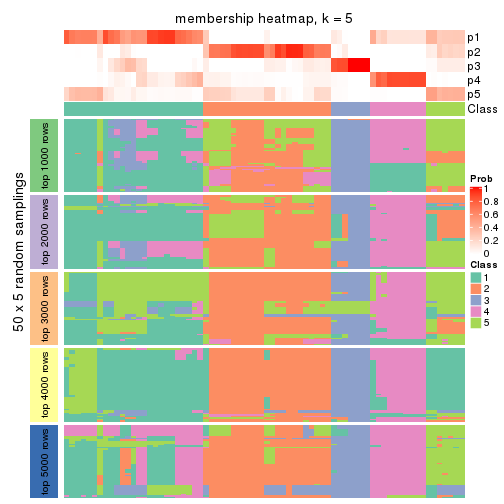 membership heatmap, k = 5
p1
p2
p3
p4
p5
Class
50 x 5 random samplings
top 1000 rows
top 2000 rows
top 3000 rows
top 4000 rows
top 5000 rows
Prob
1
0.8
0.6
0.4
0.2
0
Class
1
2
3
4
5